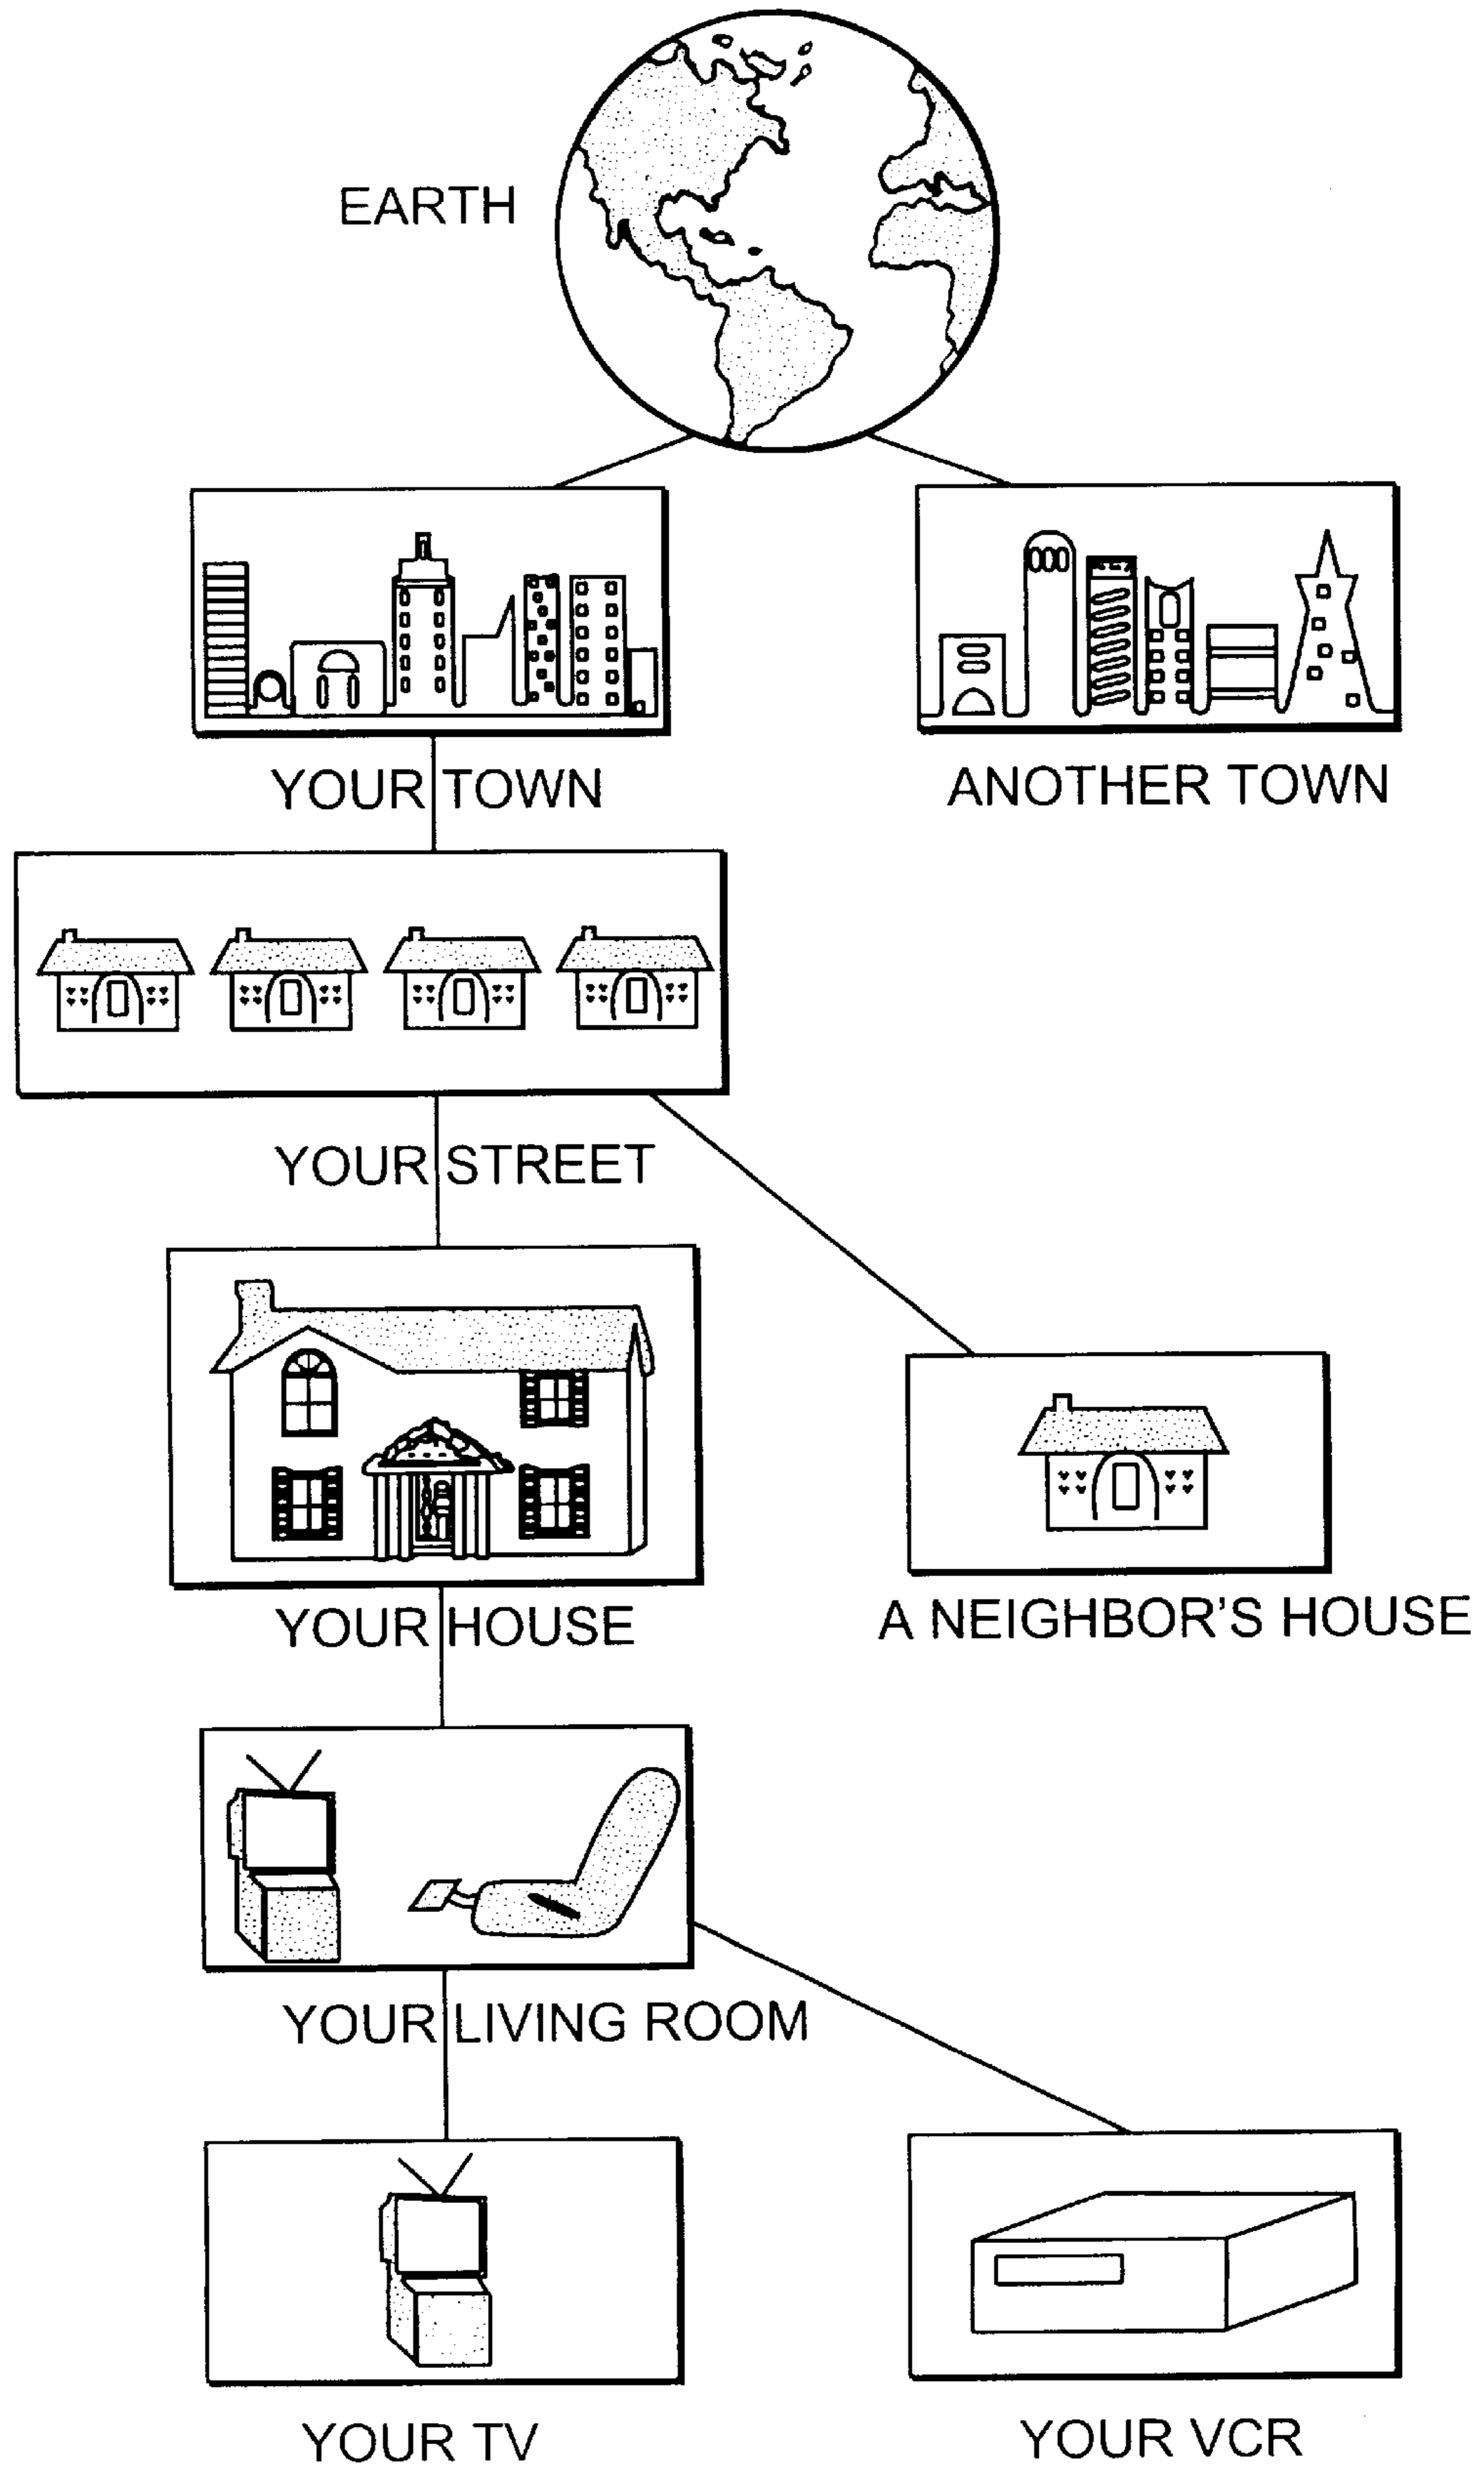 EARTH
YOUR TOWN
ANOTHER TOWN
YOUR STREET
YOUR HOUSE
A NEIGHBOR'S HOUSE
YOUR LIVING ROOM
YOUR TV
YOUR VCR